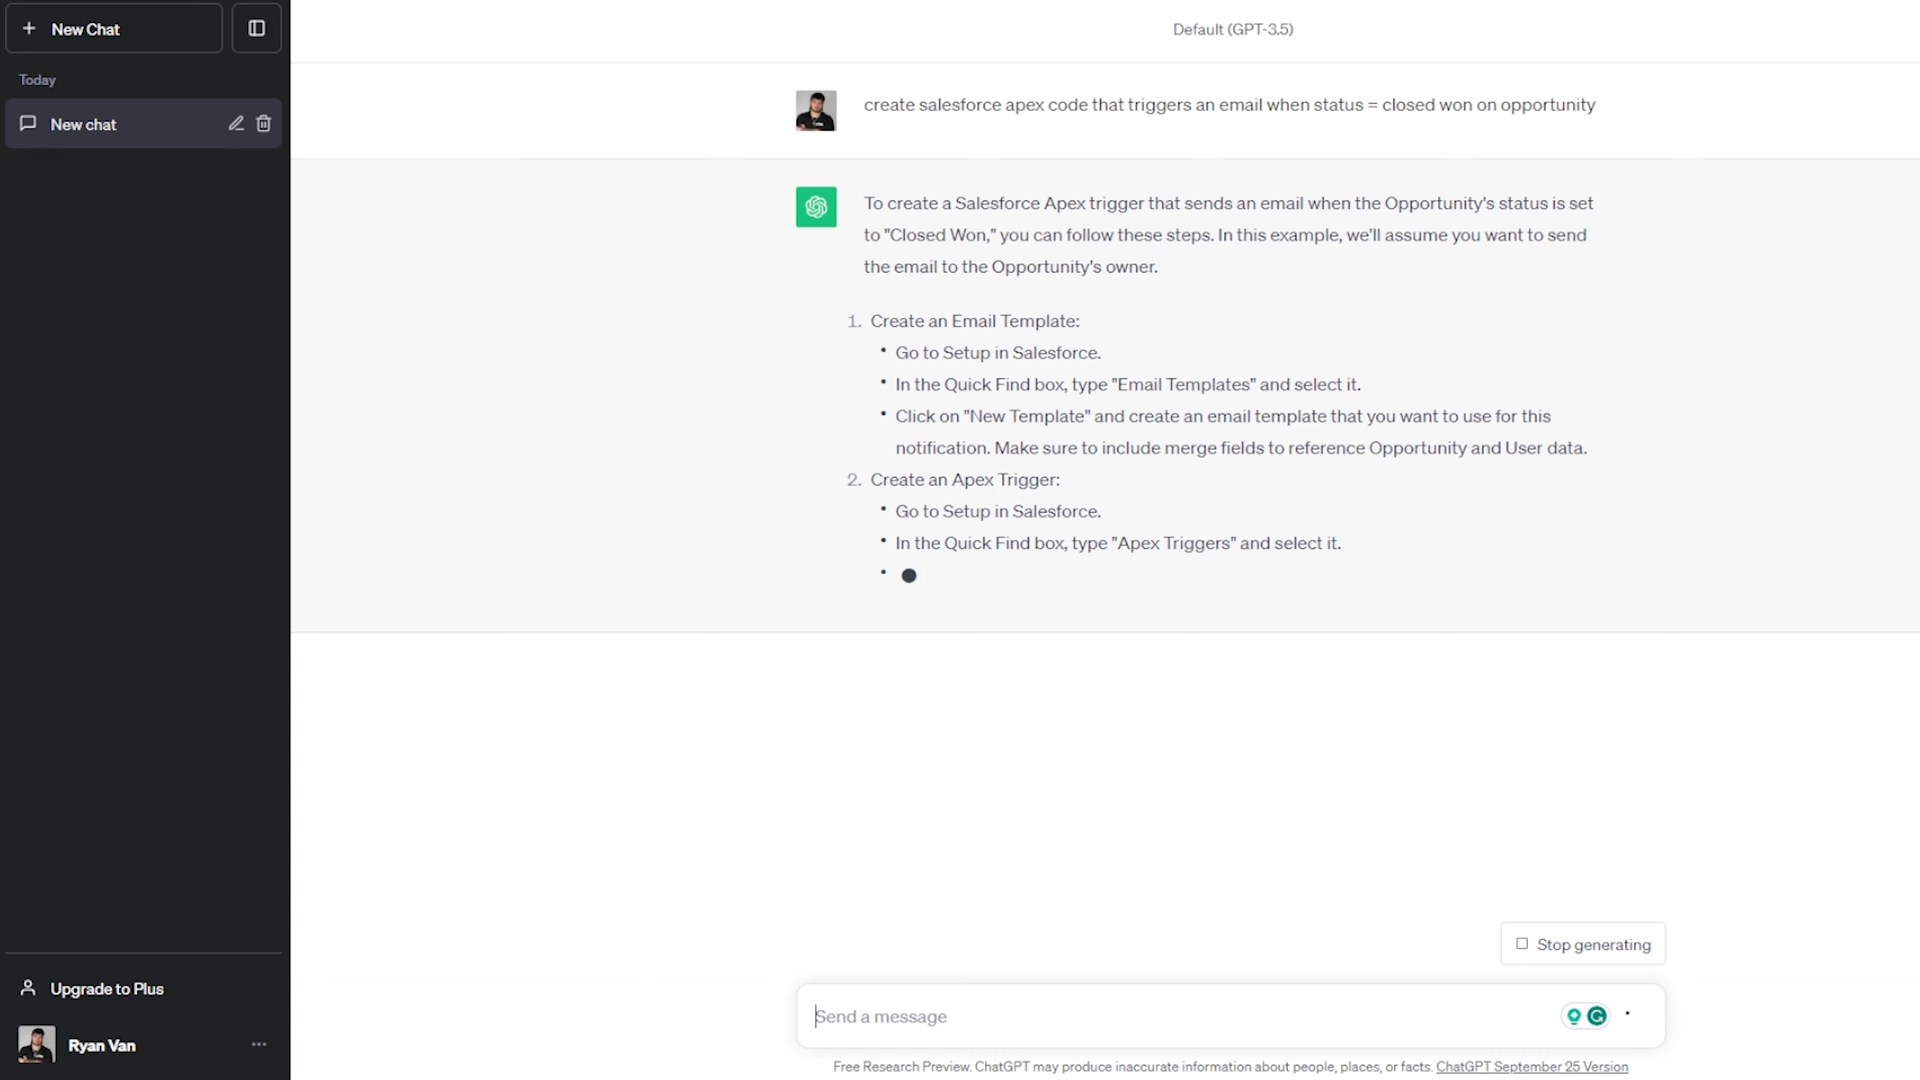 New Chat
Today
New chat
Upgrade to Plus
Ryan Van
Default (GPT-3.5)
create salesforce apex code that triggers an email when status = closed won on opportunity
To create a Salesforce Apex trigger that sends an email when the Opportunity's status is set
to "Closed Won," you can follow these steps. In this example, we'll assume you want to send
the email to the Opportunity's owner.
1. Create an Email Template:
• Go to Setup in Salesforce.
• In the Quick Find box, type "Email Templates" and select it.
• Click on "New Template" and create an email template that you want to use for this
notification. Make sure to include merge fields to reference Opportunity and User data.
2. Create an Apex Trigger:
• Go to Setup in Salesforce.
• In the Quick Find box, type "Apex Triggers" and select it.
•
Stop generating
Send a message
Free Research Preview. ChatGPT may produce inaccurate information about people, places, or facts. ChatGPT September 25 Version